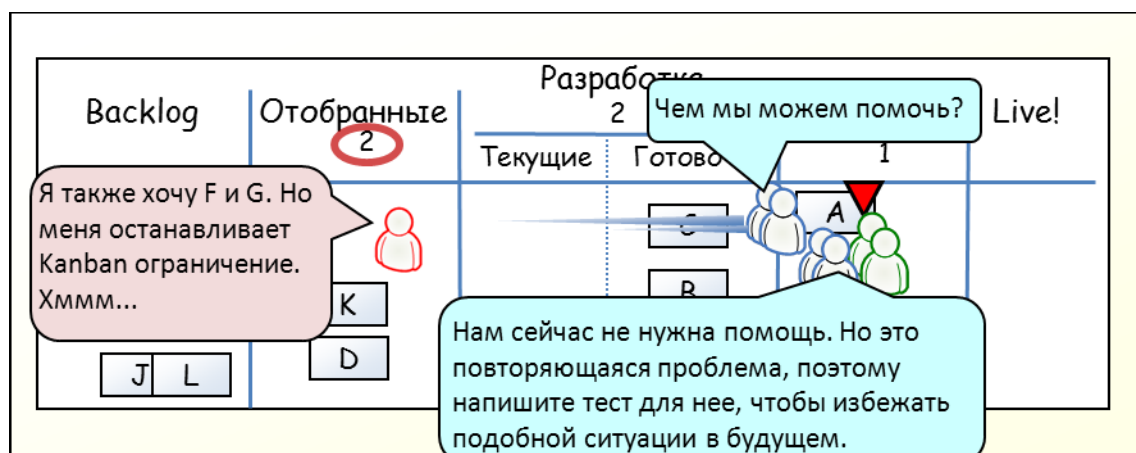 Разработка
2
Чем мы можем помочь?
Backlog
Отобранные
2
Live!
Текущие
Готово
1
Я также хочу F и G. Но
меня останавливает
Kanban ограничение.
Хммм...
A
K
D
J L
B
Нам сейчас не нужна помощь. Но это
повторяющаяся проблема, поэтому
напишите тест для нее, чтобы избежать
подобной ситуации в будущем.